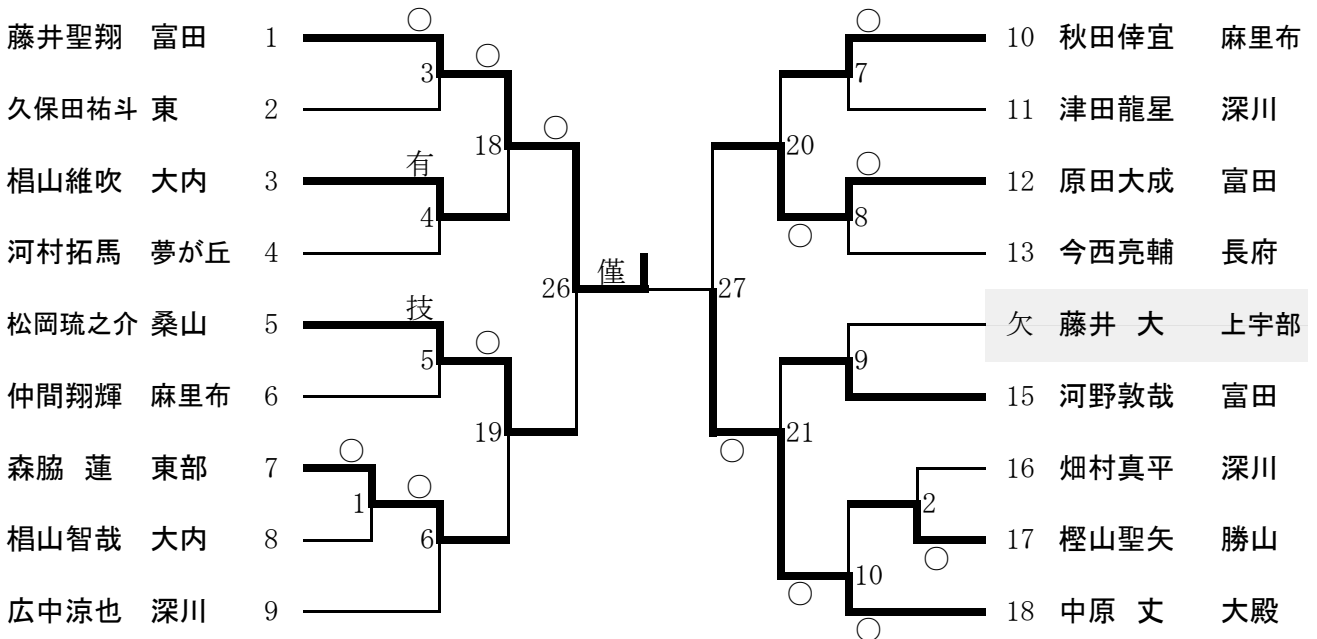 藤井聖翔 富田 1
久保田祐斗 東 2
椙山維吹 大内 3
河村拓馬 夢が丘 4
松岡琉之介 桑山 5
仲間翔輝 麻里布 6
森脇 蓮 東部 7
椙山智哉 大内 8
広中涼也 深川 9
○
3
○
18
○
有
4
26
僅
技
5
○
19
○
1
○
6
○
7
20
○
8
○
27
9
21
○
2
○
10
○
○
10 秋田倖宜 麻里布
11 津田龍星 深川
12 原田大成 富田
13 今西亮輔 長府
欠 藤井 大 上宇部
15 河野敦哉 富田
16 畑村真平 深川
17 樫山聖矢 勝山
18 中原 丈 大殿